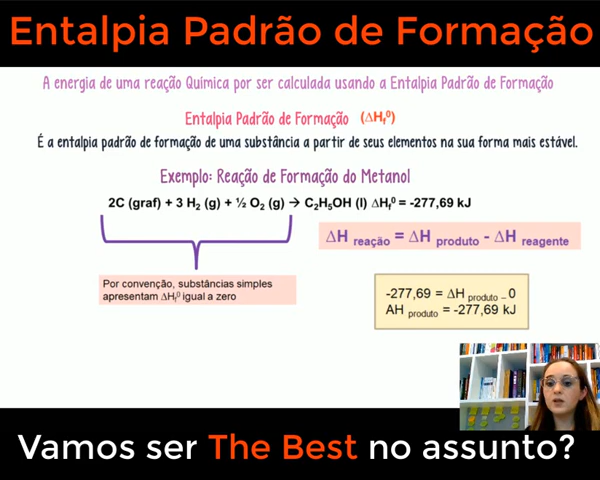 Entalpia Padrão de Formação
A energia de uma reação Química por ser calculada usando a Entalpia Padrão de Formação
Entalpia Padrão de Formação (ΔHf⁰)
É a entalpia padrão de formação de uma substância a partir de seus elementos na sua forma mais estável.
Exemplo: Reação de Formação do Metanol
2C (graf) + 3 H₂ (g) + ½ O₂ (g) → C₂H₅OH (l) ΔHf⁰ = -277,69 kJ
ΔH reação = ΔH produto - ΔH reagente
Por convenção, substâncias simples
apresentam ΔHf⁰ igual a zero
-277,69 = ΔH produto – 0
AH produto = -277,69 kJ
Vamos ser The Best no assunto?